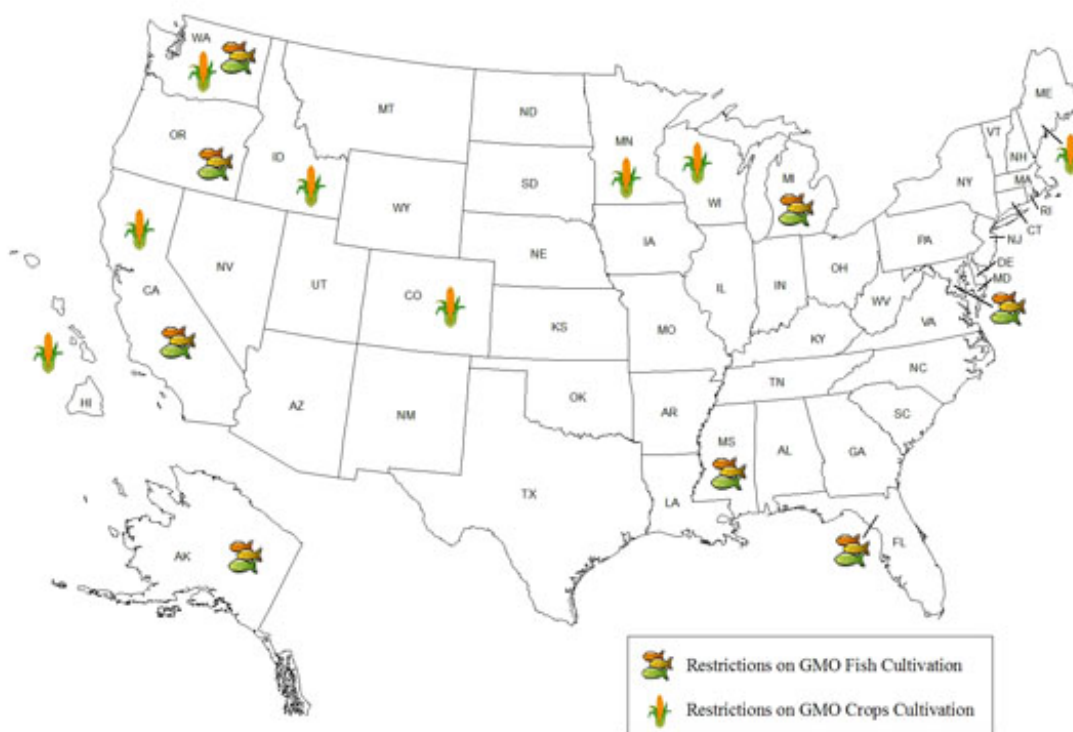 WA
ME
MT
ND
VT
OR
MN
ID
NH
MA
SD
WI
MI
NY
WY
RI
CT
IA
PA
NJ
NE
NV
OH
DE
UT
IL
IN
MD
CA
CO
WV
VA
KS
MO
KY
HI
NC
TN
AZ
OK
NM
AR
SC
MS
AL
GA
TX
LA
AK
FL
Restrictions on GMO Fish Cultivation
Restrictions on GMO Crops Cultivation